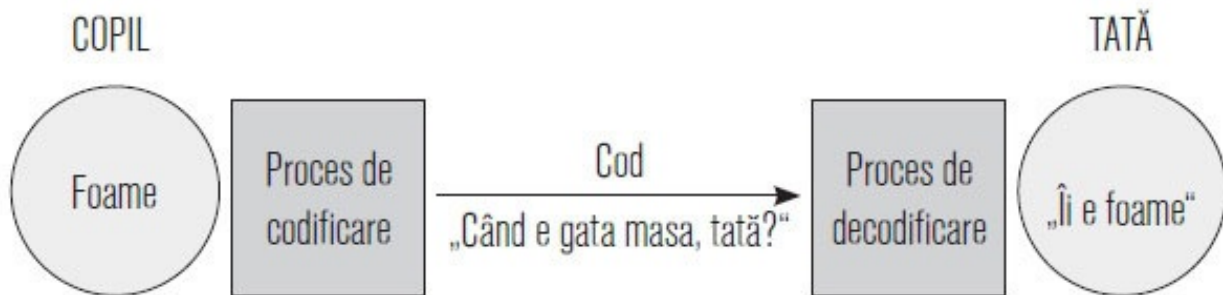 COPIL
TATĂ
Foame
Proces de
codificare
Cod
„Când e gata masa, tată?“
Proces de
decodificare
„Îi e foame“